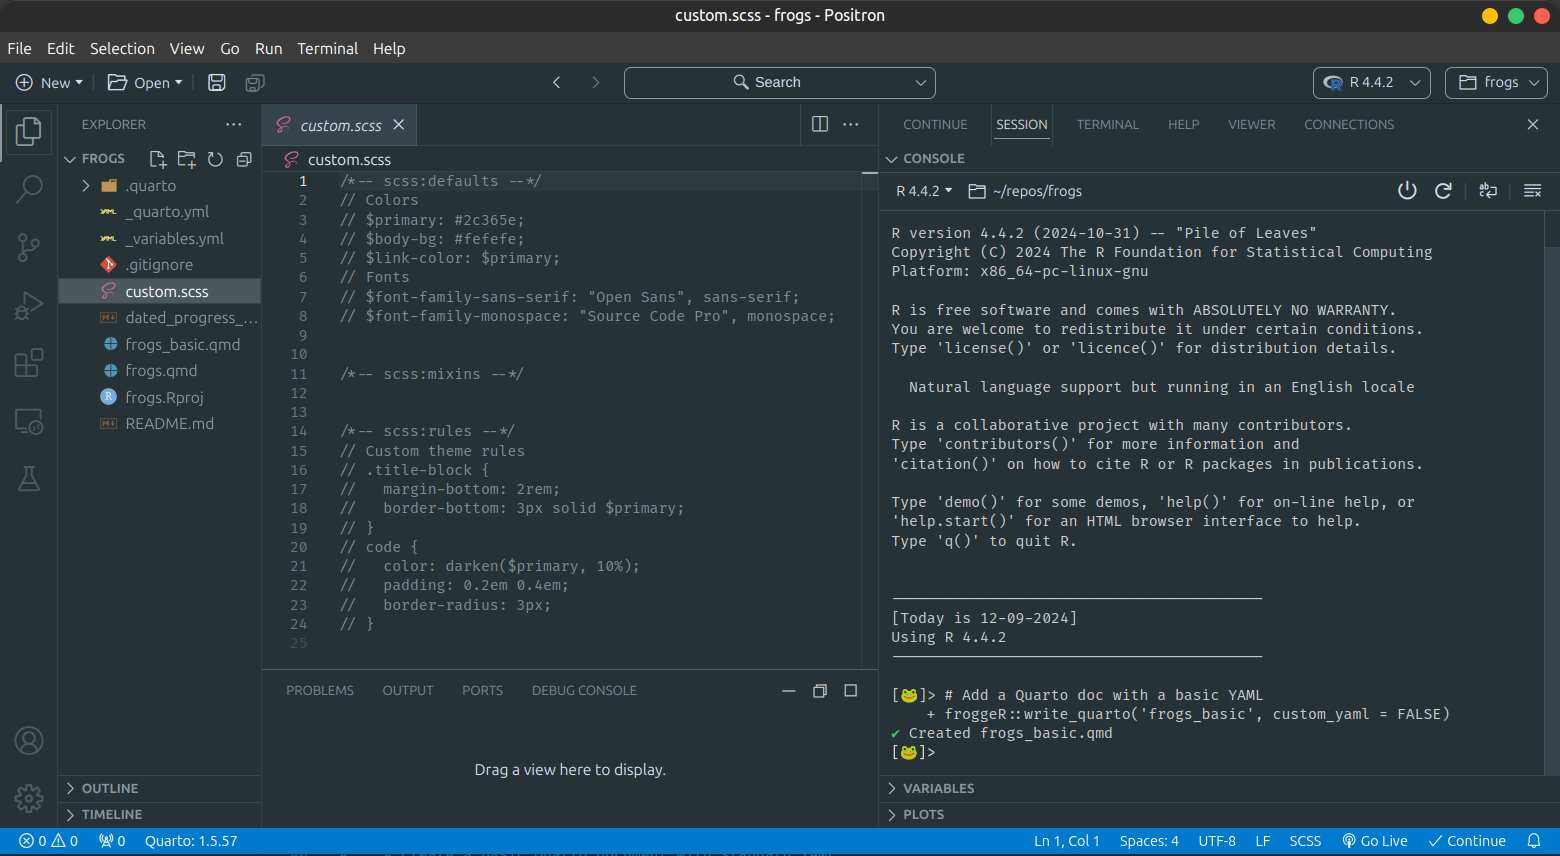 custom.scss - frogs - Positron
File Edit Selection View Go Run Terminal Help
New Open Search R 4.4.2 frogs
EXPLORER
FROGS
.quarto
_quarto.yml
_variables.yml
.gitignore
custom.scss
dated_progress_...
frogs_basic.qmd
frogs.qmd
frogs.Rproj
README.md
OUTLINE
TIMELINE
custom.scss
custom.scss
1 /*-- scss:defaults --*/
2 // Colors
3 // $primary: #2c365e;
4 // $body-bg: #fefefe;
5 // $link-color: $primary;
6 // Fonts
7 // $font-family-sans-serif: "Open Sans", sans-serif;
8 // $font-family-monospace: "Source Code Pro", monospace;
9
10
11 /*-- scss:mixins --*/
12
13
14 /*-- scss:rules --*/
15 // Custom theme rules
16 // .title-block {
17 //   margin-bottom: 2rem;
18 //   border-bottom: 3px solid $primary;
19 // }
20 // code {
21 //   color: darken($primary, 10%);
22 //   padding: 0.2em 0.4em;
23 //   border-radius: 3px;
24 // }
25
PROBLEMS OUTPUT PORTS DEBUG CONSOLE
Drag a view here to display.
CONTINUE SESSION TERMINAL HELP VIEWER CONNECTIONS
CONSOLE
R 4.4.2 ~/repos/frogs
R version 4.4.2 (2024-10-31) -- "Pile of Leaves"
Copyright (C) 2024 The R Foundation for Statistical Computing
Platform: x86_64-pc-linux-gnu
R is free software and comes with ABSOLUTELY NO WARRANTY.
You are welcome to redistribute it under certain conditions.
Type 'license()' or 'licence()' for distribution details.
Natural language support but running in an English locale
R is a collaborative project with many contributors.
Type 'contributors()' for more information and
'citation()' on how to cite R or R packages in publications.
Type 'demo()' for some demos, 'help()' for on-line help, or
'help.start()' for an HTML browser interface to help.
Type 'q()' to quit R.
[Today is 12-09-2024]
Using R 4.4.2
[🐸]> # Add a Quarto doc with a basic YAML
+ froggeR::write_quarto('frogs_basic', custom_yaml = FALSE)
✔ Created frogs_basic.qmd
[🐸]>
VARIABLES
PLOTS
0 0 0 Quarto: 1.5.57 Ln 1, Col 1 Spaces: 4 UTF-8 LF SCSS Go Live Continue